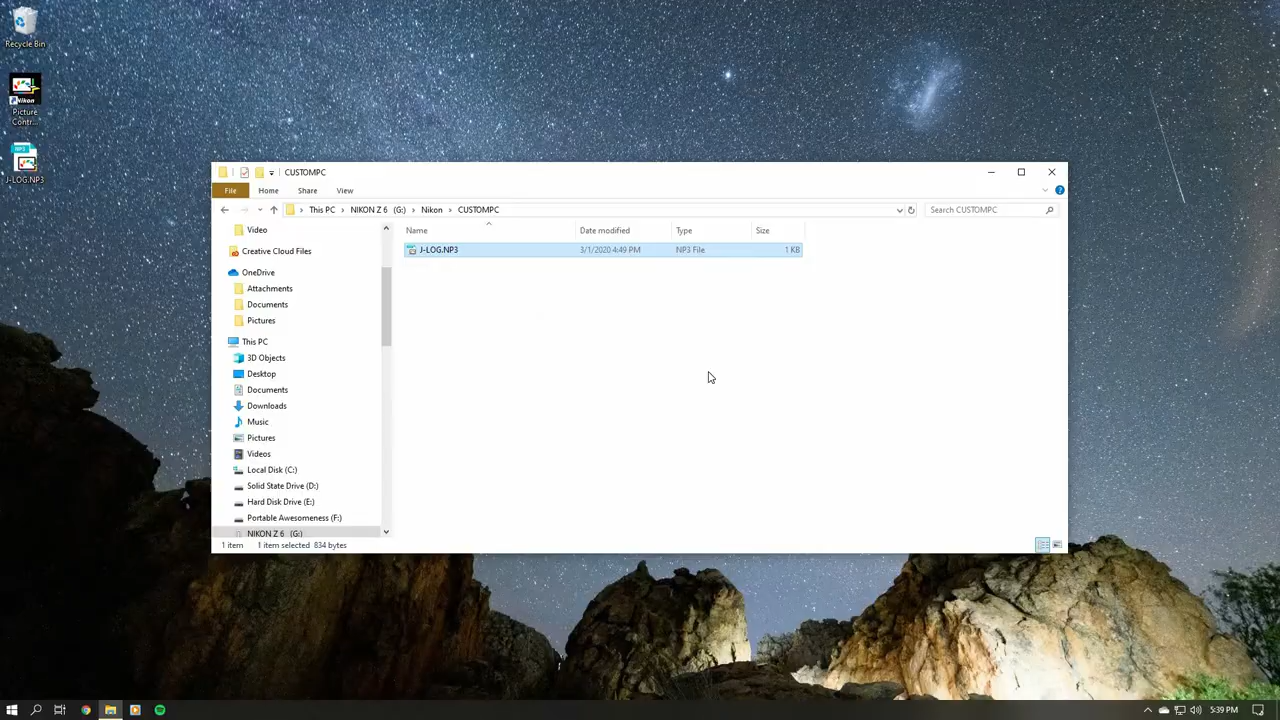 Recycle Bin
Nikon
Picture
Contr...
NP3
J-LOG.NP3
CUSTOMPC
File Home Share View
This PC NIKON Z 6 (G:) Nikon CUSTOMPC
Search CUSTOMPC
Name Date modified Type Size
J-LOG.NP3 3/1/2020 4:49 PM NP3 File 1 KB
Video
Creative Cloud Files
OneDrive
Attachments
Documents
Pictures
This PC
3D Objects
Desktop
Documents
Downloads
Music
Pictures
Videos
Local Disk (C:)
Solid State Drive (D:)
Hard Disk Drive (E:)
Portable Awesomeness (F:)
NIKON Z 6 (G:)
1 item 1 item selected 834 bytes
5:39 PM